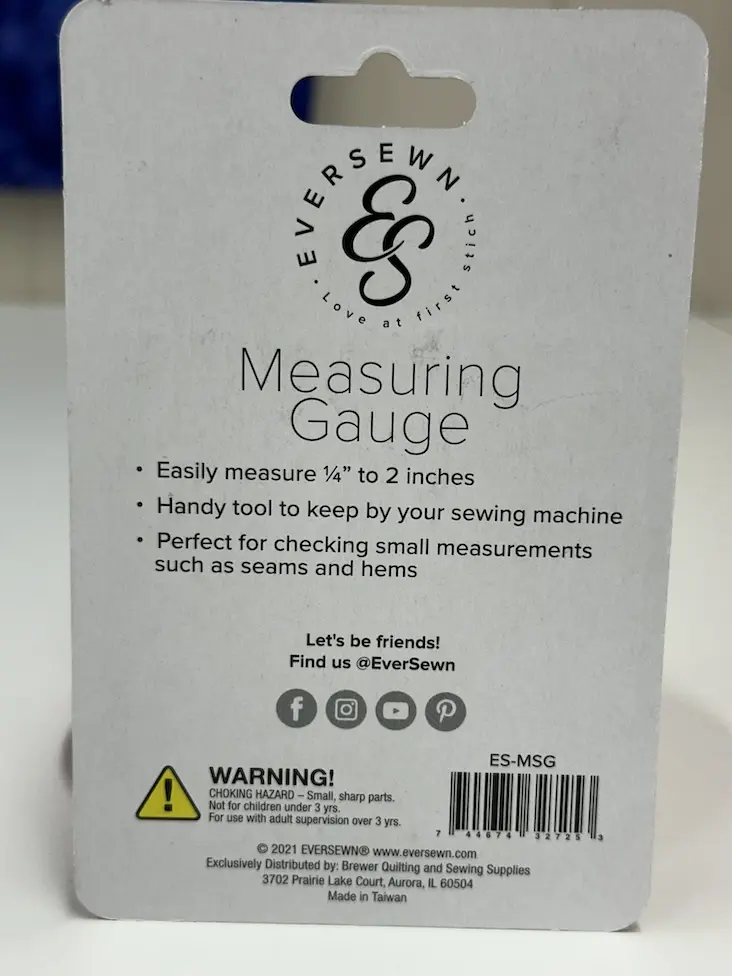 EVERSEWN
ES
Love at first stich
Measuring
Gauge
• Easily measure ¼” to 2 inches
• Handy tool to keep by your sewing machine
• Perfect for checking small measurements
such as seams and hems
Let's be friends!
Find us @EverSewn
ES-MSG
WARNING!
CHOKING HAZARD – Small, sharp parts.
Not for children under 3 yrs.
For use with adult supervision over 3 yrs.
7 44674 32725 3
© 2021 EVERSEWN® www.eversewn.com
Exclusively Distributed by: Brewer Quilting and Sewing Supplies
3702 Prairie Lake Court, Aurora, IL 60504
Made in Taiwan